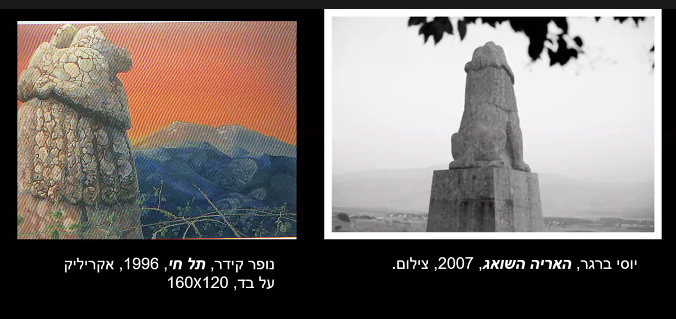 יוסי ברגר, האריה השואג, 2007, צילום.
נופר קידר, תל חי, 1996, אקריליק
על בד, 160X120